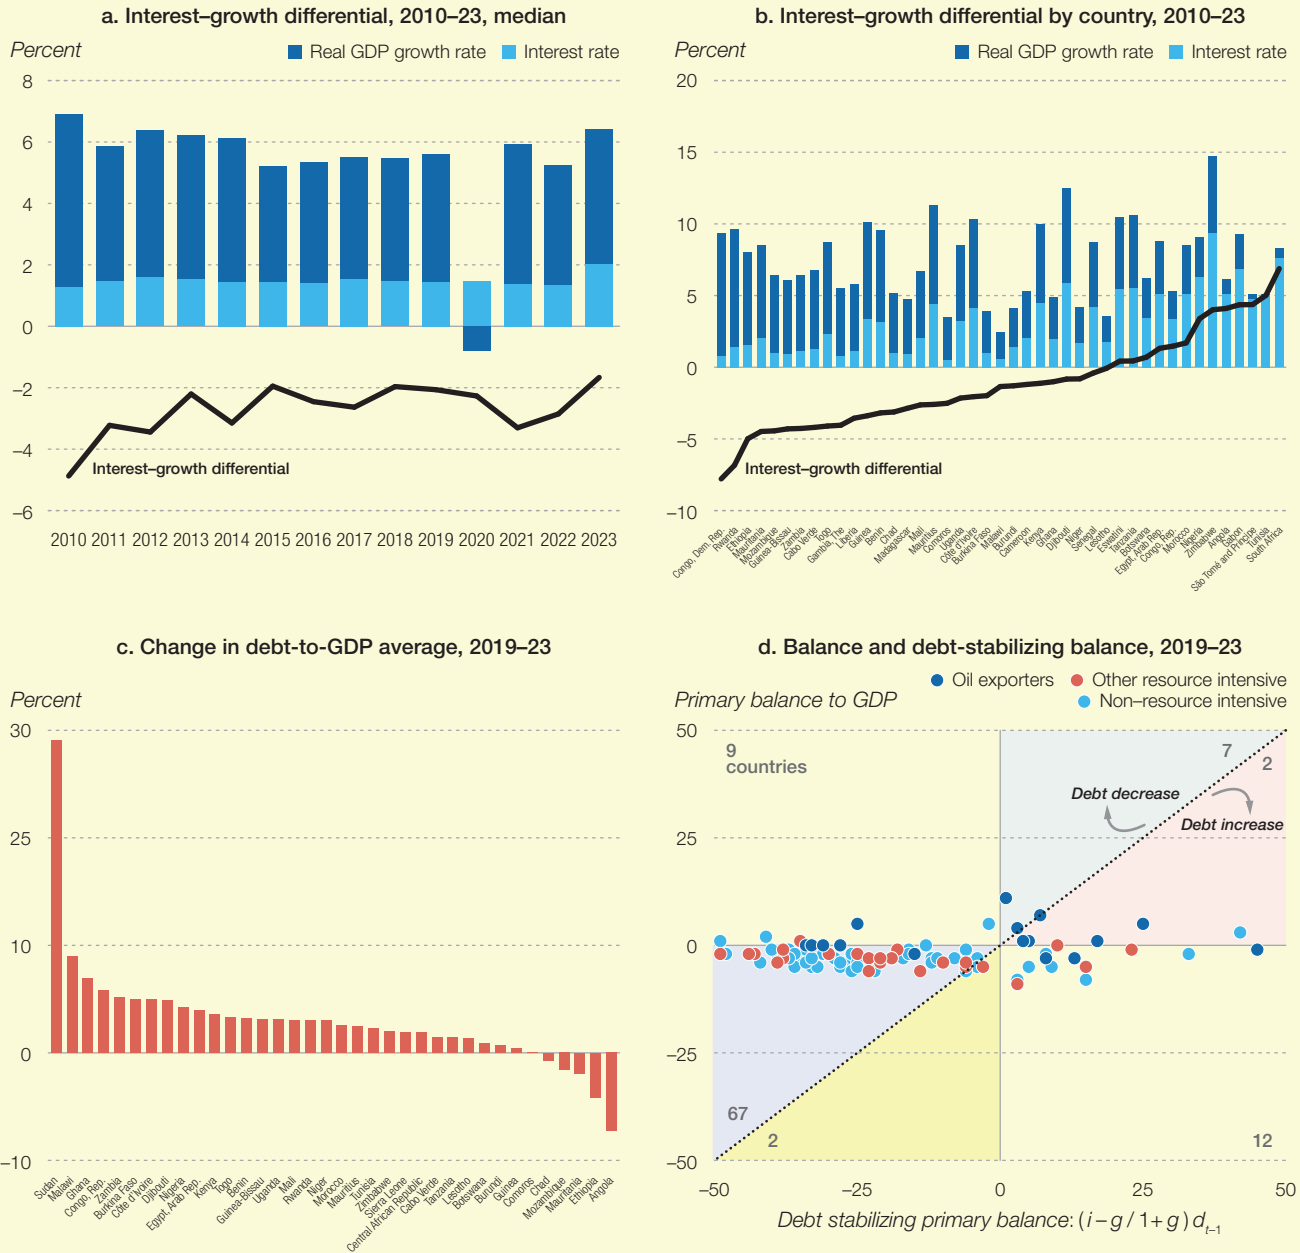 a. Interest–growth differential, 2010–23, median
Percent
Real GDP growth rate
Interest rate
8
6
4
2
0
–2
–4
–6
Interest–growth differential
2010 2011 2012 2013 2014 2015 2016 2017 2018 2019 2020 2021 2022 2023
b. Interest–growth differential by country, 2010–23
Percent
Real GDP growth rate
Interest rate
20
15
10
5
0
–5
–10
Interest–growth differential
Congo, Dem. Rep.
Rwanda
Ethiopia
Mauritania
Mozambique
Guinea-Bissau
Zambia
Cabo Verde
Togo
Gambia, The
Liberia
Guinea
Benin
Chad
Madagascar
Mali
Mauritius
Comoros
Uganda
Côte d'Ivoire
Burkina Faso
Malawi
Burundi
Cameroon
Kenya
Ghana
Djibouti
Niger
Senegal
Lesotho
Eswatini
Tanzania
Botswana
Egypt, Arab Rep.
Congo, Rep.
Morocco
Nigeria
Zimbabwe
Angola
Gabon
São Tomé and Príncipe
Tunisia
South Africa
c. Change in debt-to-GDP average, 2019–23
Percent
30
25
10
0
–10
Sudan
Malawi
Ghana
Congo, Rep.
Zambia
Burkina Faso
Côte d'Ivoire
Djibouti
Nigeria
Egypt, Arab Rep.
Kenya
Togo
Benin
Guinea-Bissau
Uganda
Mali
Rwanda
Niger
Morocco
Mauritius
Tunisia
Zimbabwe
Sierra Leone
Central African Republic
Cabo Verde
Tanzania
Lesotho
Botswana
Burundi
Guinea
Comoros
Chad
Mozambique
Mauritania
Ethiopia
Angola
d. Balance and debt-stabilizing balance, 2019–23
Oil exporters
Other resource intensive
Non–resource intensive
Primary balance to GDP
50
25
0
–25
–50
9
countries
7
2
Debt decrease
Debt increase
67
2
12
–50 –25 0 25 50
Debt stabilizing primary balance: (i – g / 1 + g) d t–1